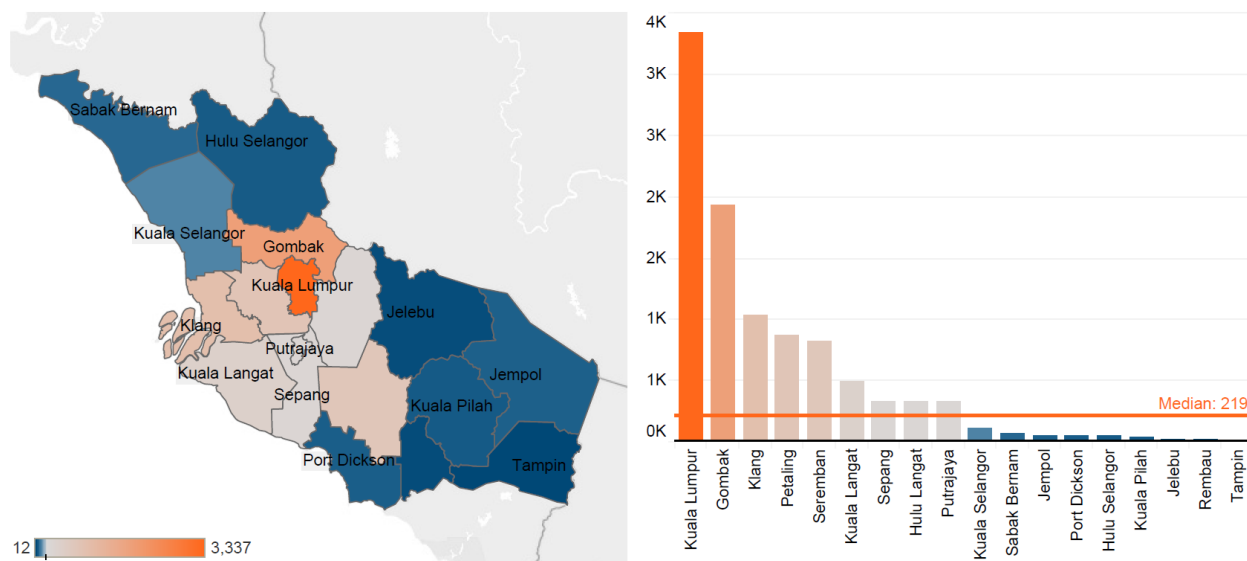 Sabak Bernam
Hulu Selangor
Kuala Selangor
Gombak
Kuala Lumpur
Klang
Jelebu
Putrajaya
Kuala Langat
Jempol
Sepang
Kuala Pilah
Port Dickson
Tampin
12
3,337
4K
3K
3K
2K
2K
1K
1K
0K
Median: 219
Kuala Lumpur
Gombak
Klang
Petaling
Seremban
Kuala Langat
Sepang
Hulu Langat
Putrajaya
Kuala Selangor
Sabak Bernam
Jempol
Port Dickson
Hulu Selangor
Kuala Pilah
Jelebu
Rembau
Tampin